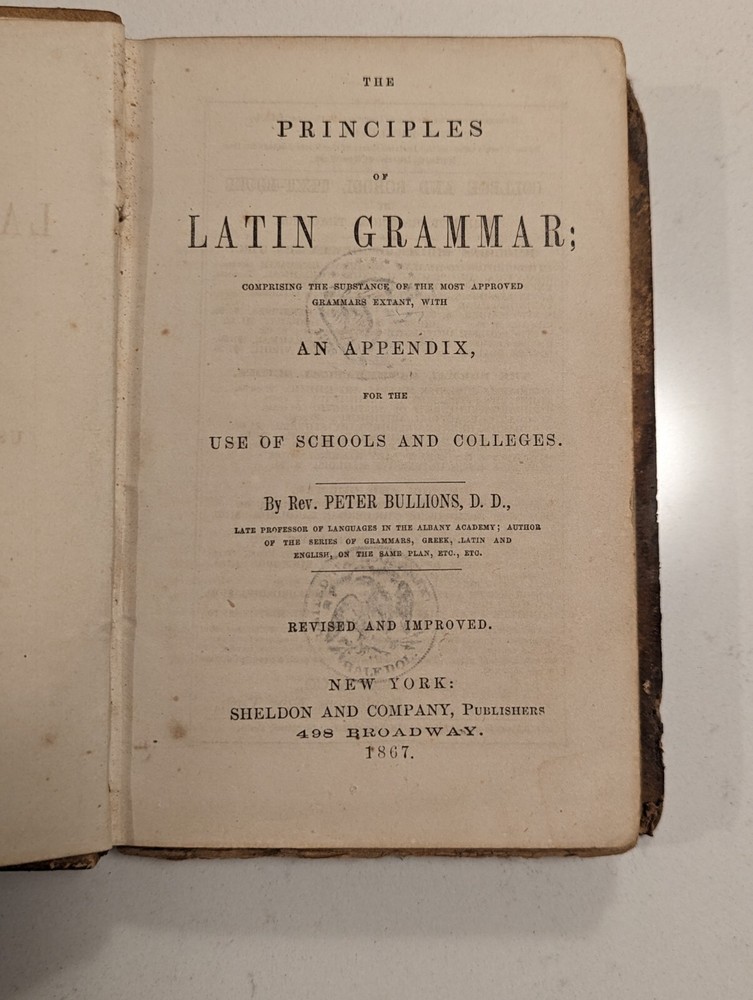 THE
PRINCIPLES
OF
LATIN GRAMMAR;
COMPRISING THE SUBSTANCE OF THE MOST APPROVED
GRAMMARS EXTANT, WITH
AN APPENDIX,
FOR THE
USE OF SCHOOLS AND COLLEGES.
By Rev. PETER BULLIONS, D. D.,
LATE PROFESSOR OF LANGUAGES IN THE ALBANY ACADEMY; AUTHOR
OF THE SERIES OF GRAMMARS, GREEK, LATIN AND
ENGLISH, ON THE SAME PLAN, ETC., ETC.
REVISED AND IMPROVED.
NEW YORK:
SHELDON AND COMPANY, PUBLISHERS
498 BROADWAY.
1867.